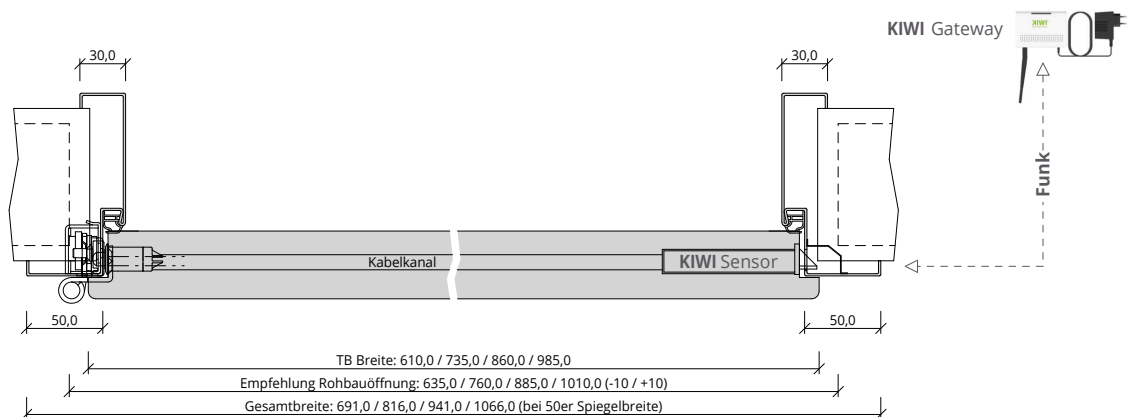 KIWI Gateway
KIWI
30,0
30,0
Funk
Kabelkanal
KIWI Sensor
50,0
50,0
TB Breite: 610,0 / 735,0 / 860,0 / 985,0
Empfehlung Rohbauöffnung: 635,0 / 760,0 / 885,0 / 1010,0 (-10 / +10)
Gesamtbreite: 691,0 / 816,0 / 941,0 / 1066,0 (bei 50er Spiegelbreite)